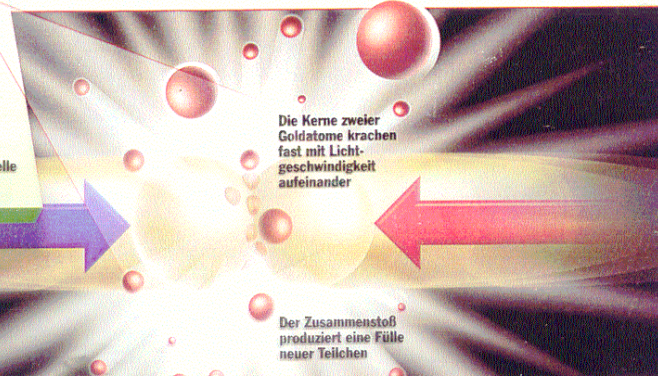 Die Kerne zweier
Goldatome krachen
fast mit Licht-
geschwindigkeit
aufeinander
Der Zusammenstoß
produziert eine Fülle
neuer Teilchen